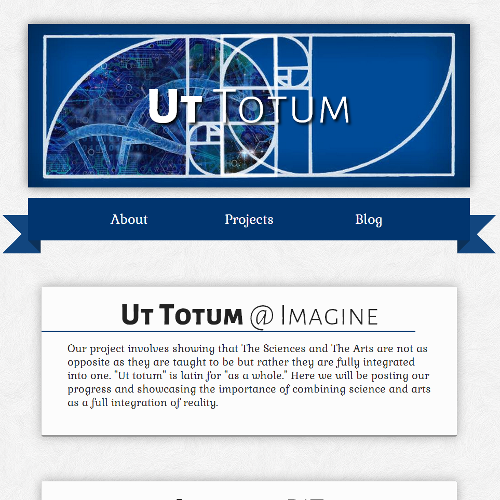 Ut Totum
About Projects Blog
Ut Totum @ Imagine
Our project involves showing that The Sciences and The Arts are not as
opposite as they are taught to be but rather they are fully integrated
into one. "Ut totum" is latin for "as a whole." Here we will be posting our
progress and showcasing the importance of combining science and arts
as a full integration of reality.